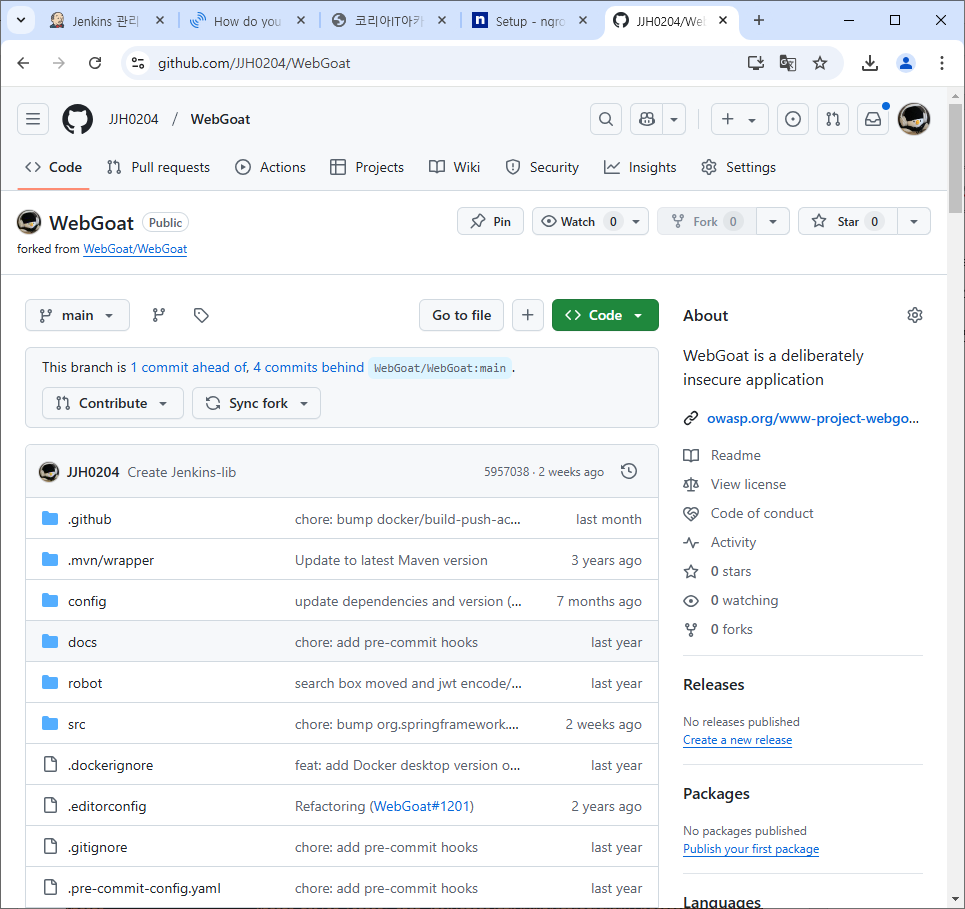 Jenkins 관리
How do you
코리아IT아카
Setup - ngro
JJH0204/Web
github.com/JJH0204/WebGoat
JJH0204 / WebGoat
Code Pull requests Actions Projects Wiki Security Insights Settings
WebGoat Public Pin Watch 0 Fork 0 Star 0
forked from WebGoat/WebGoat
main Go to file Code
This branch is 1 commit ahead of, 4 commits behind WebGoat/WebGoat:main .
Contribute Sync fork
JJH0204 Create Jenkins-lib 5957038 · 2 weeks ago
.github chore: bump docker/build-push-ac... last month
.mvn/wrapper Update to latest Maven version 3 years ago
config update dependencies and version (... 7 months ago
docs chore: add pre-commit hooks last year
robot search box moved and jwt encode/... last year
src chore: bump org.springframework.... 2 weeks ago
.dockerignore feat: add Docker desktop version o... last year
.editorconfig Refactoring (WebGoat#1201) 2 years ago
.gitignore chore: add pre-commit hooks last year
.pre-commit-config.yaml chore: add pre-commit hooks last year
About
WebGoat is a deliberately
insecure application
owasp.org/www-project-webgo...
Readme
View license
Code of conduct
Activity
0 stars
0 watching
0 forks
Releases
No releases published
Create a new release
Packages
No packages published
Publish your first package
Languages